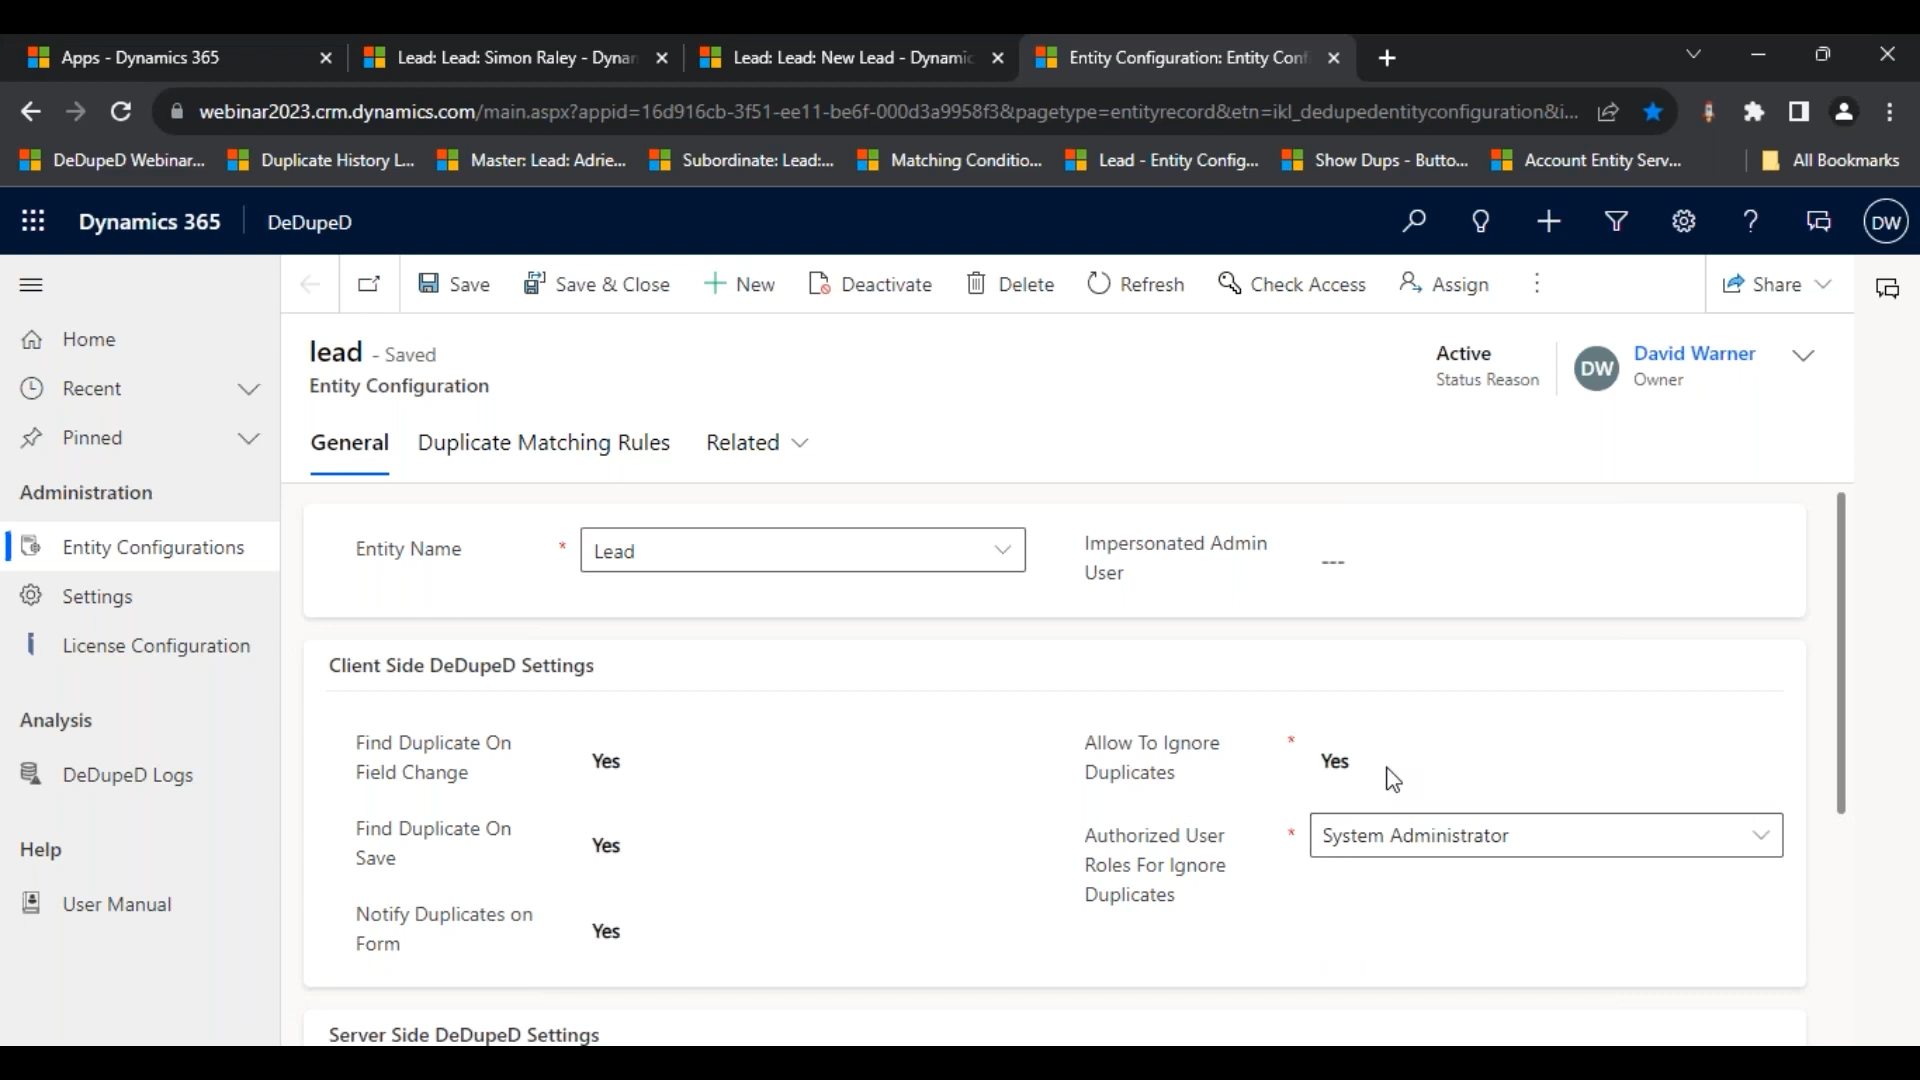 Apps - Dynamics 365
Lead: Lead: Simon Raley - Dynar
Lead: Lead: New Lead - Dynamic
Entity Configuration: Entity Conf
webinar2023.crm.dynamics.com/main.aspx?appid=16d916cb-3f51-ee11-be6f-000d3a9958f3&pagetype=entityrecord&etn=ikl_dedupedentityconfiguration&i...
DeDupeD Webinar...
Duplicate History L...
Master: Lead: Adrie...
Subordinate: Lead:...
Matching Conditio...
Lead - Entity Config...
Show Dups - Butto...
Account Entity Serv...
All Bookmarks
Dynamics 365
DeDupeD
DW
Save
Save & Close
New
Deactivate
Delete
Refresh
Check Access
Assign
Share
Home
Recent
Pinned
Administration
Entity Configurations
Settings
License Configuration
Analysis
DeDupeD Logs
Help
User Manual
lead - Saved
Entity Configuration
Active
Status Reason
DW
David Warner
Owner
General
Duplicate Matching Rules
Related
Entity Name *
Lead
Impersonated Admin
User
---
Client Side DeDupeD Settings
Find Duplicate On
Field Change
Yes
Allow To Ignore *
Duplicates
Yes
Find Duplicate On
Save
Yes
Authorized User *
Roles For Ignore
Duplicates
System Administrator
Notify Duplicates on
Form
Yes
Server Side DeDupeD Settings